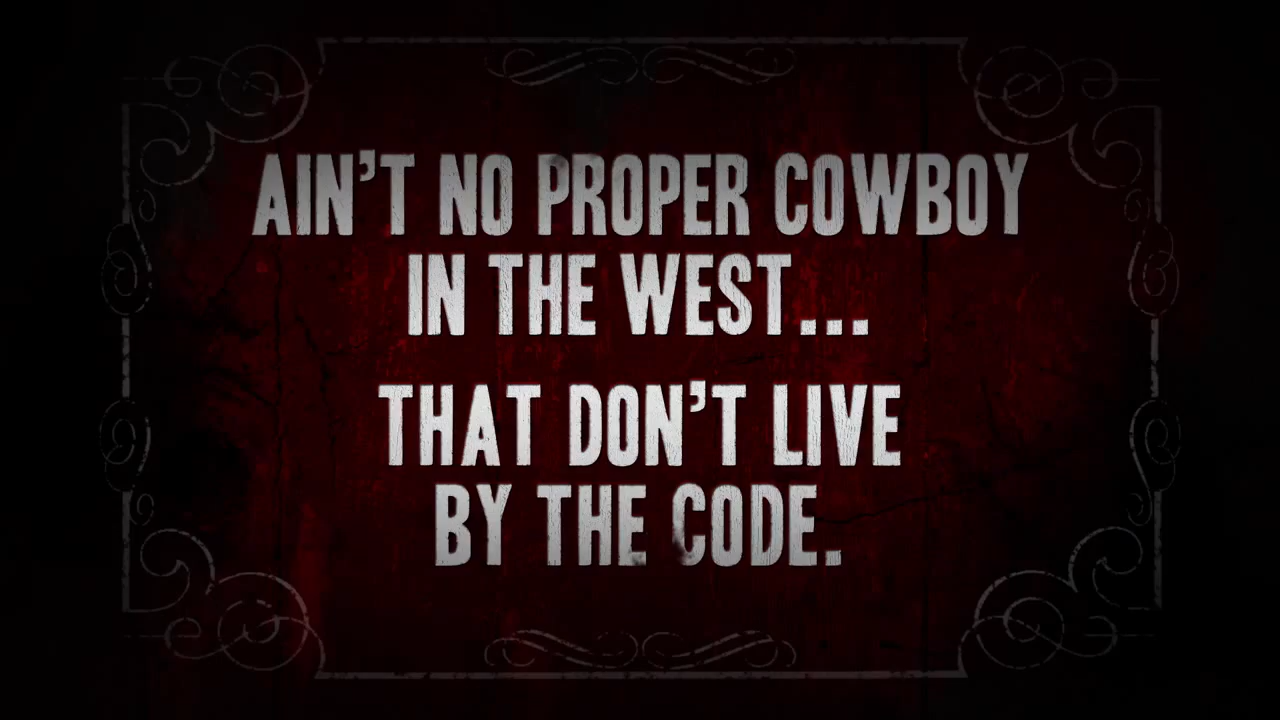 AIN'T NO PROPER COWBOY
IN THE WEST...
THAT DON'T LIVE
BY THE CODE.